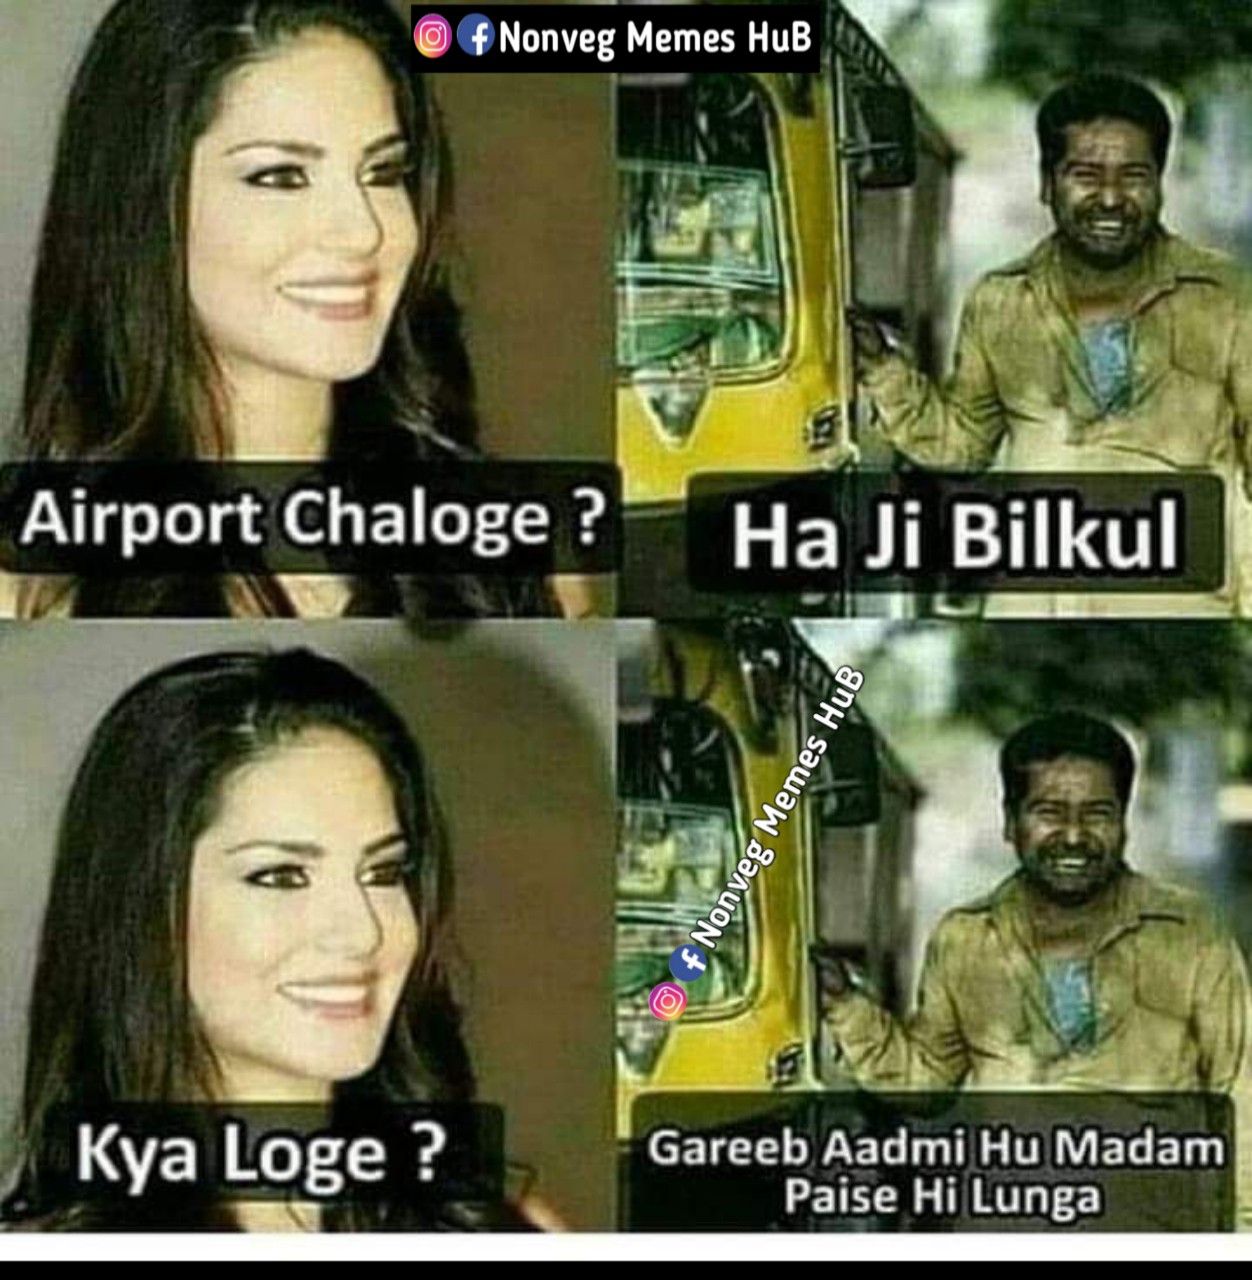 Nonveg Memes HuB
Airport Chaloge ?
Ha Ji Bilkul
Nonveg Memes HuB
Kya Loge ?
Gareeb Aadmi Hu Madam
Paise Hi Lunga